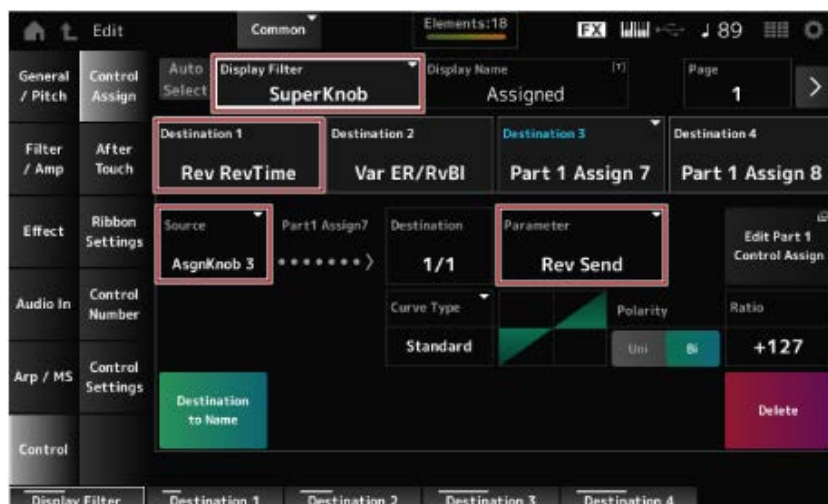 Edit
Common
Elements:18
FX
♩ 89
General / Pitch
Control Assign
Auto Select
Display Filter
SuperKnob
Display Name
[T]
Assigned
Page
1
Filter / Amp
After Touch
Destination 1
Rev RevTime
Destination 2
Var ER/RvBl
Destination 3
Part 1 Assign 7
Destination 4
Part 1 Assign 8
Effect
Ribbon Settings
Source
AsgnKnob 3
Part1 Assign7
Destination
1/1
Parameter
Rev Send
Edit Part 1
Control Assign
Audio In
Control Number
Curve Type
Standard
Polarity
Uni
Bi
Ratio
+127
Arp / MS
Control Settings
Destination to Name
Delete
Control
Display Filter
Destination 1
Destination 2
Destination 3
Destination 4